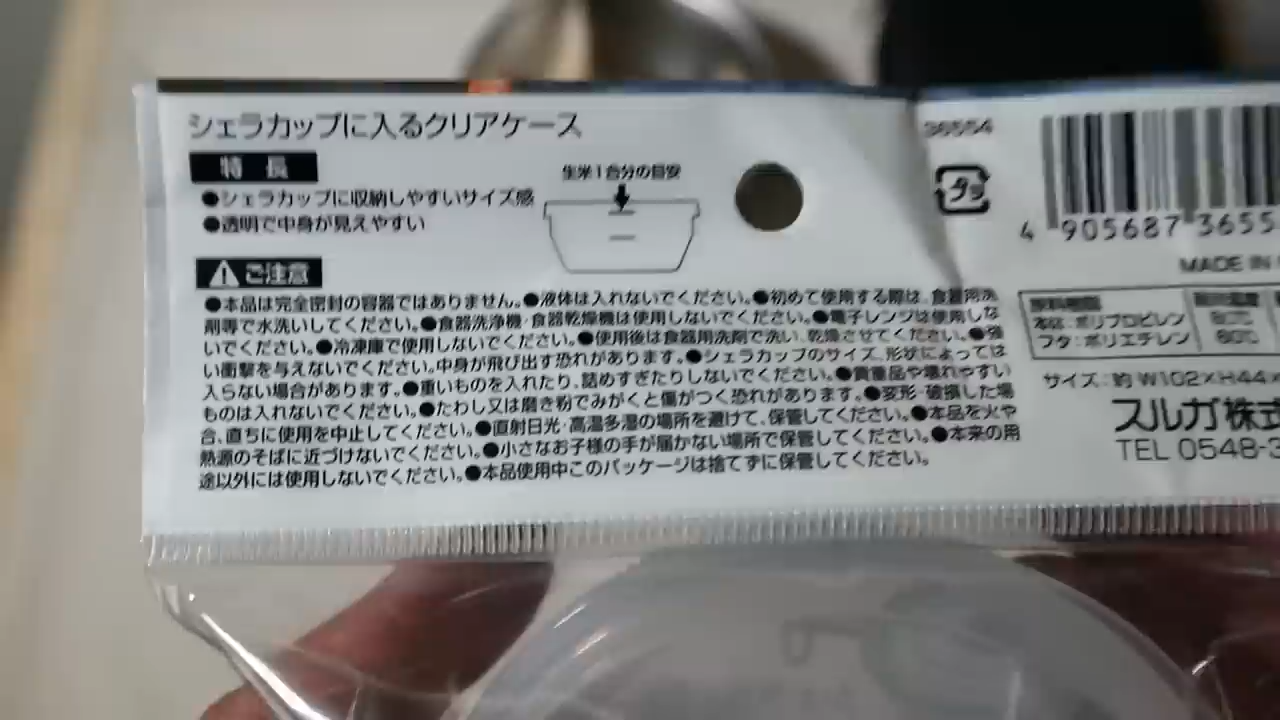 シェラカップに入るクリアケース
特長
●シェラカップに収納しやすいサイズ感
●透明で中身が見えやすい
生米1合分の目安
ご注意
●本品は完全密封の容器ではありません。●液体は入れないでください。●初めて使用する際は、食器用洗
剤等で水洗いしてください。●食器洗浄機・食器乾燥機は使用しないでください。●電子レンジは使用しな
いでください。●冷凍庫で使用しないでください。●使用後は食器用洗剤で洗い、乾燥させてください。●強
い衝撃を与えないでください。中身が飛び出す恐れがあります。●シェラカップのサイズ、形状によっては
入らない場合があります。●重いものを入れたり、詰めすぎたりしないでください。●貴重品や壊れやすい
ものは入れないでください。●たわし又は磨き粉でみがくと傷がつく恐れがあります。●変形・破損した場
合、直ちに使用を中止してください。●直射日光・高温多湿の場所を避けて、保管してください。●本品を火や
熱源のそばに近づけないでください。●小さなお子様の手が届かない場所で保管してください。●本来の用
途以外には使用しないでください。●本品使用中このパッケージは捨てずに保管してください。
36554
プラ
4 905687 3655
MADE IN
原料樹脂 耐熱温度
本体：ポリプロピレン 80℃
フタ：ポリエチレン 60℃
サイズ：約W102×H44×
スルガ株式
TEL 0548-3